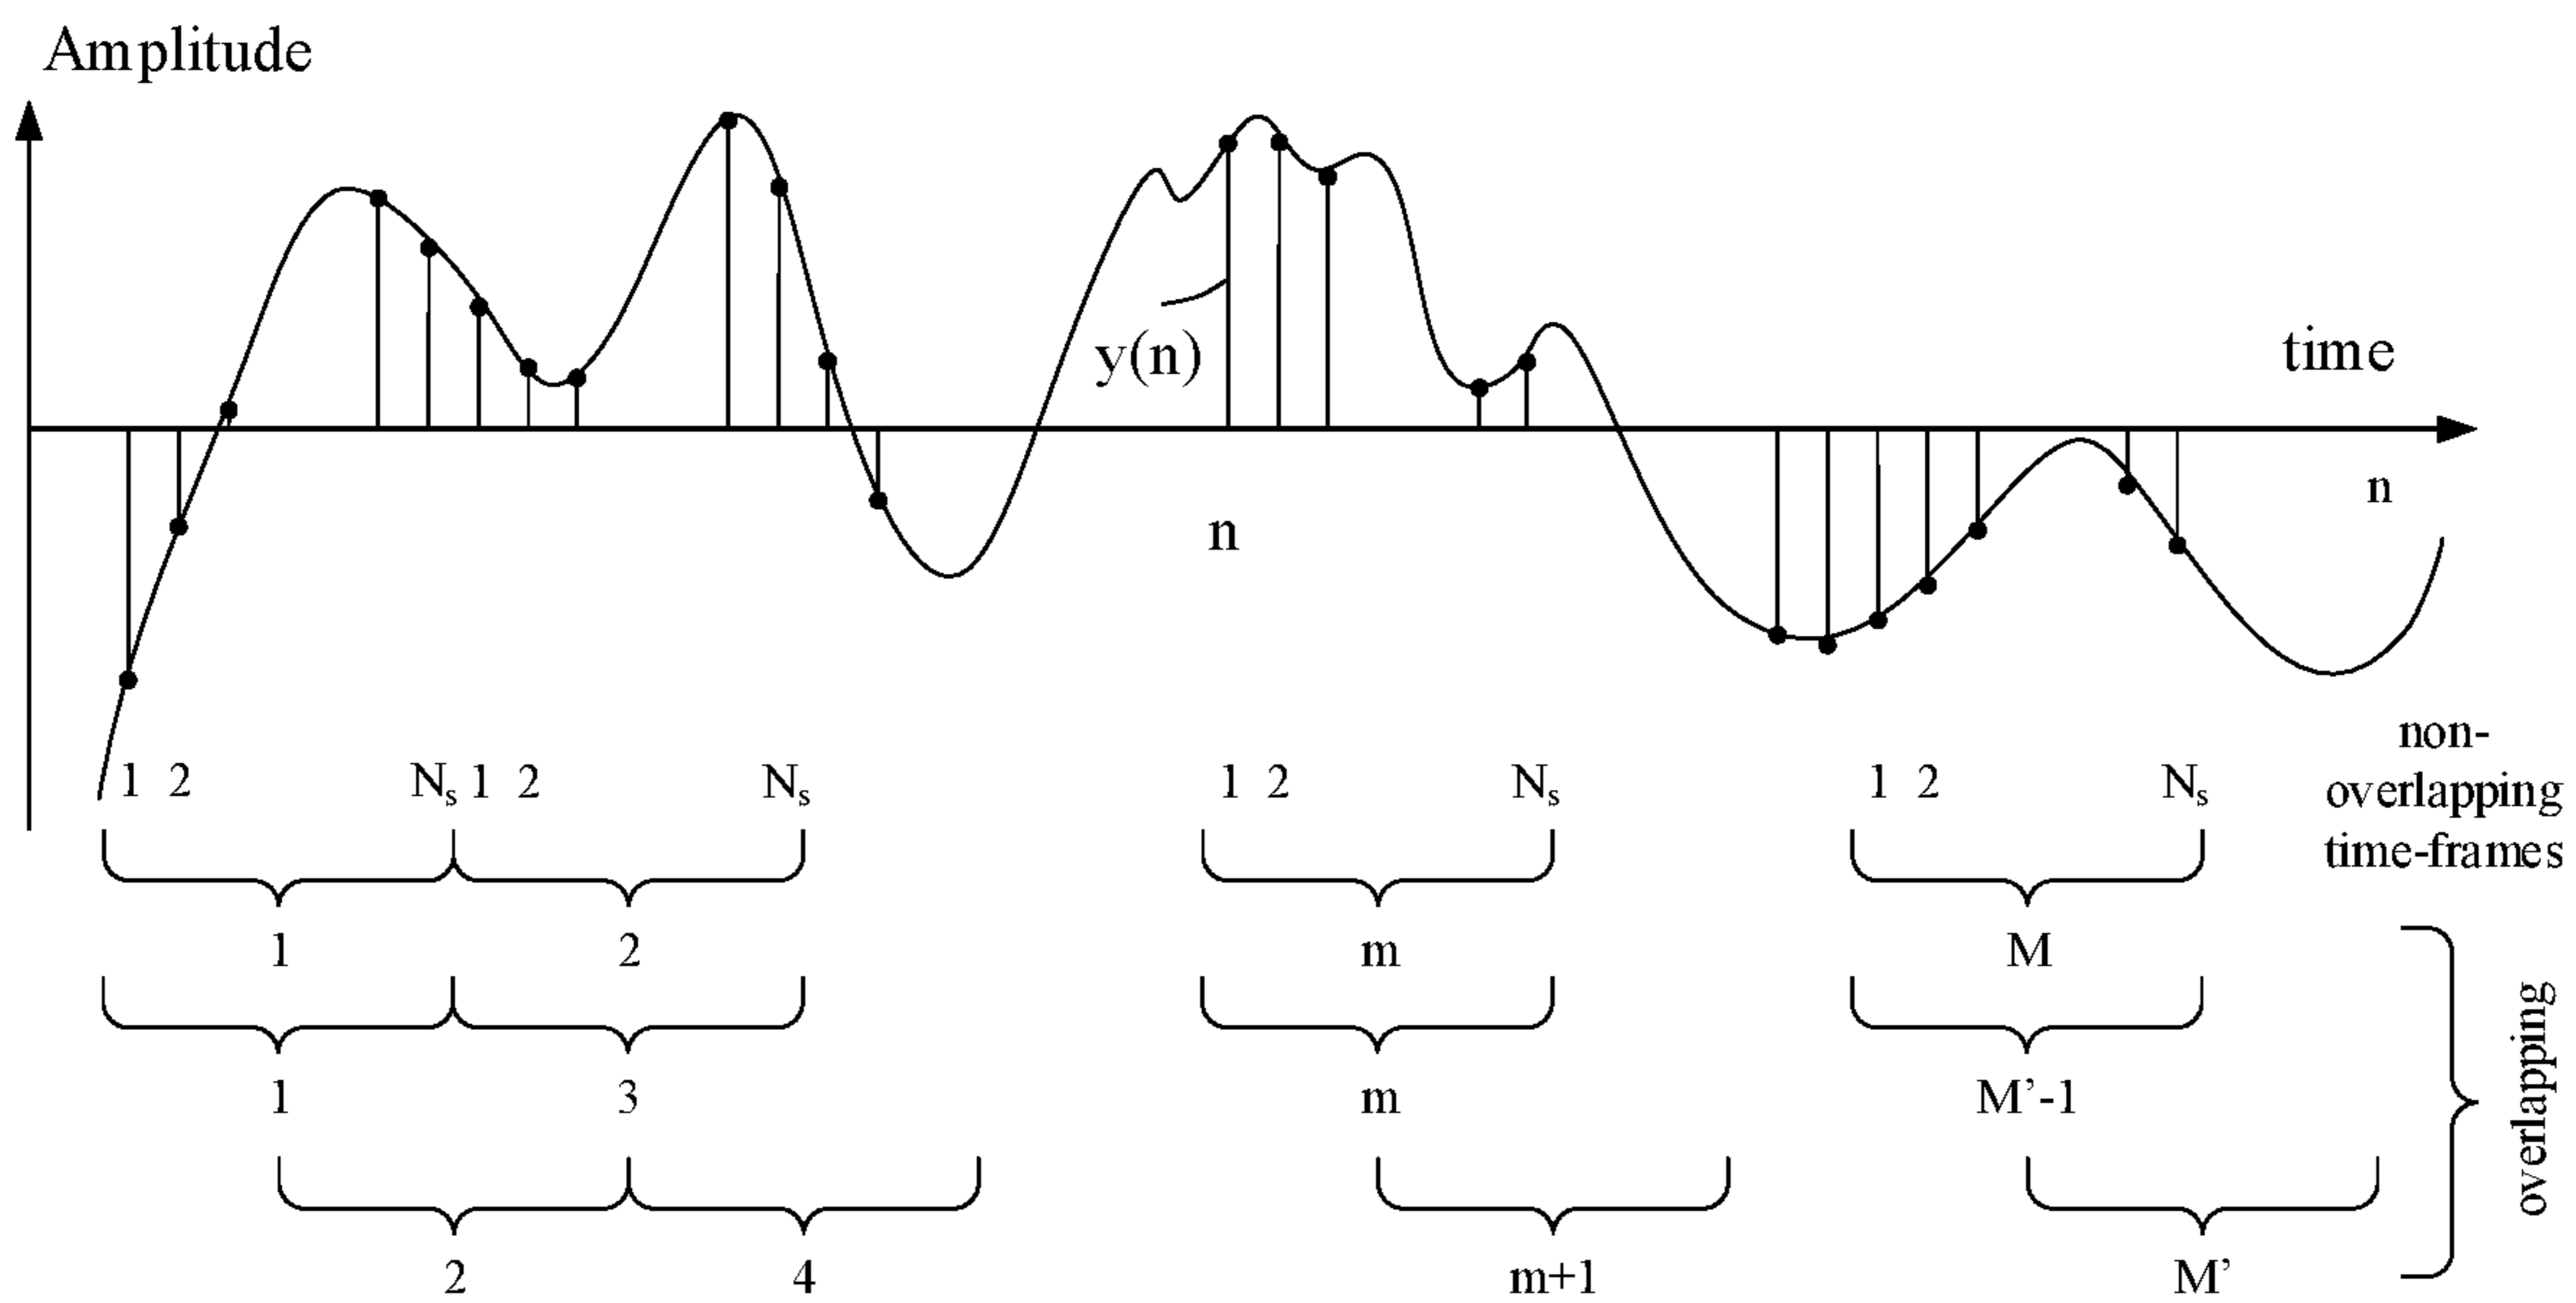 Amplitude
time
y(n)
n
n
1 2 Ns 1 2 Ns 1 2 Ns 1 2 Ns
non-
overlapping
time-frames
1 2 m M
1 3 m M’-1
2 4 m+1 M’
overlapping